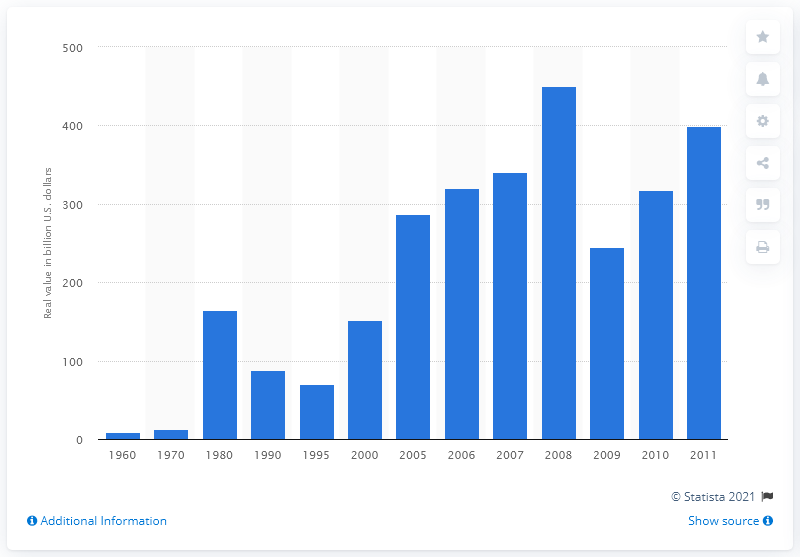 500
400
300
200
100
0
Real value in billion U.S. dollars
1960 1970 1980 1990 1995 2000 2005 2006 2007 2008 2009 2010 2011
© Statista 2021
Additional Information
Show source